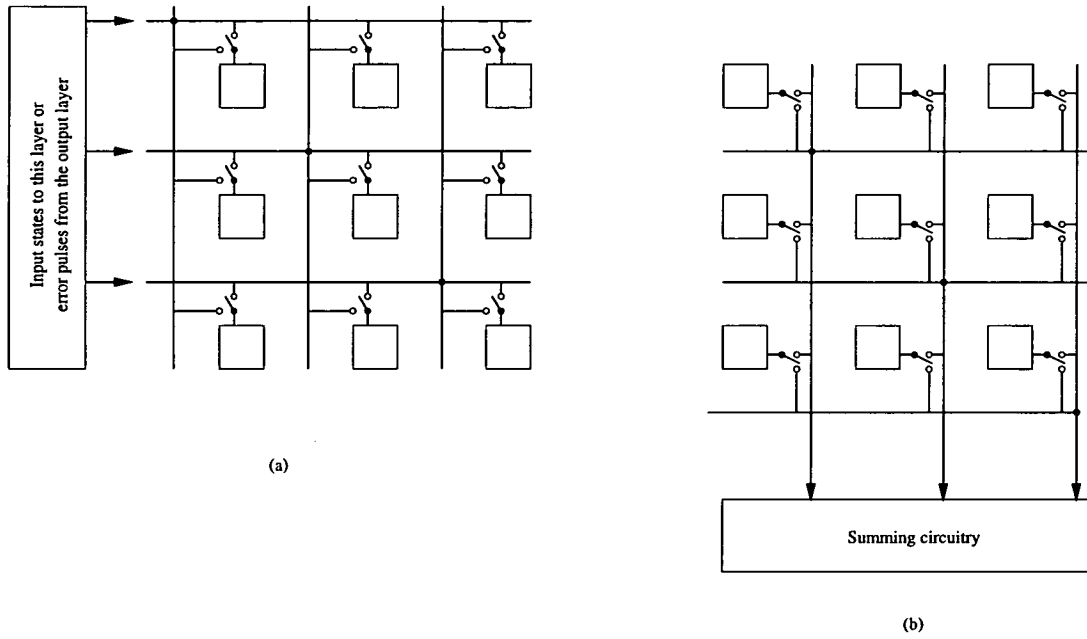 Input states to this layer or
error pulses from the output layer
(a)
Summing circuitry
(b)